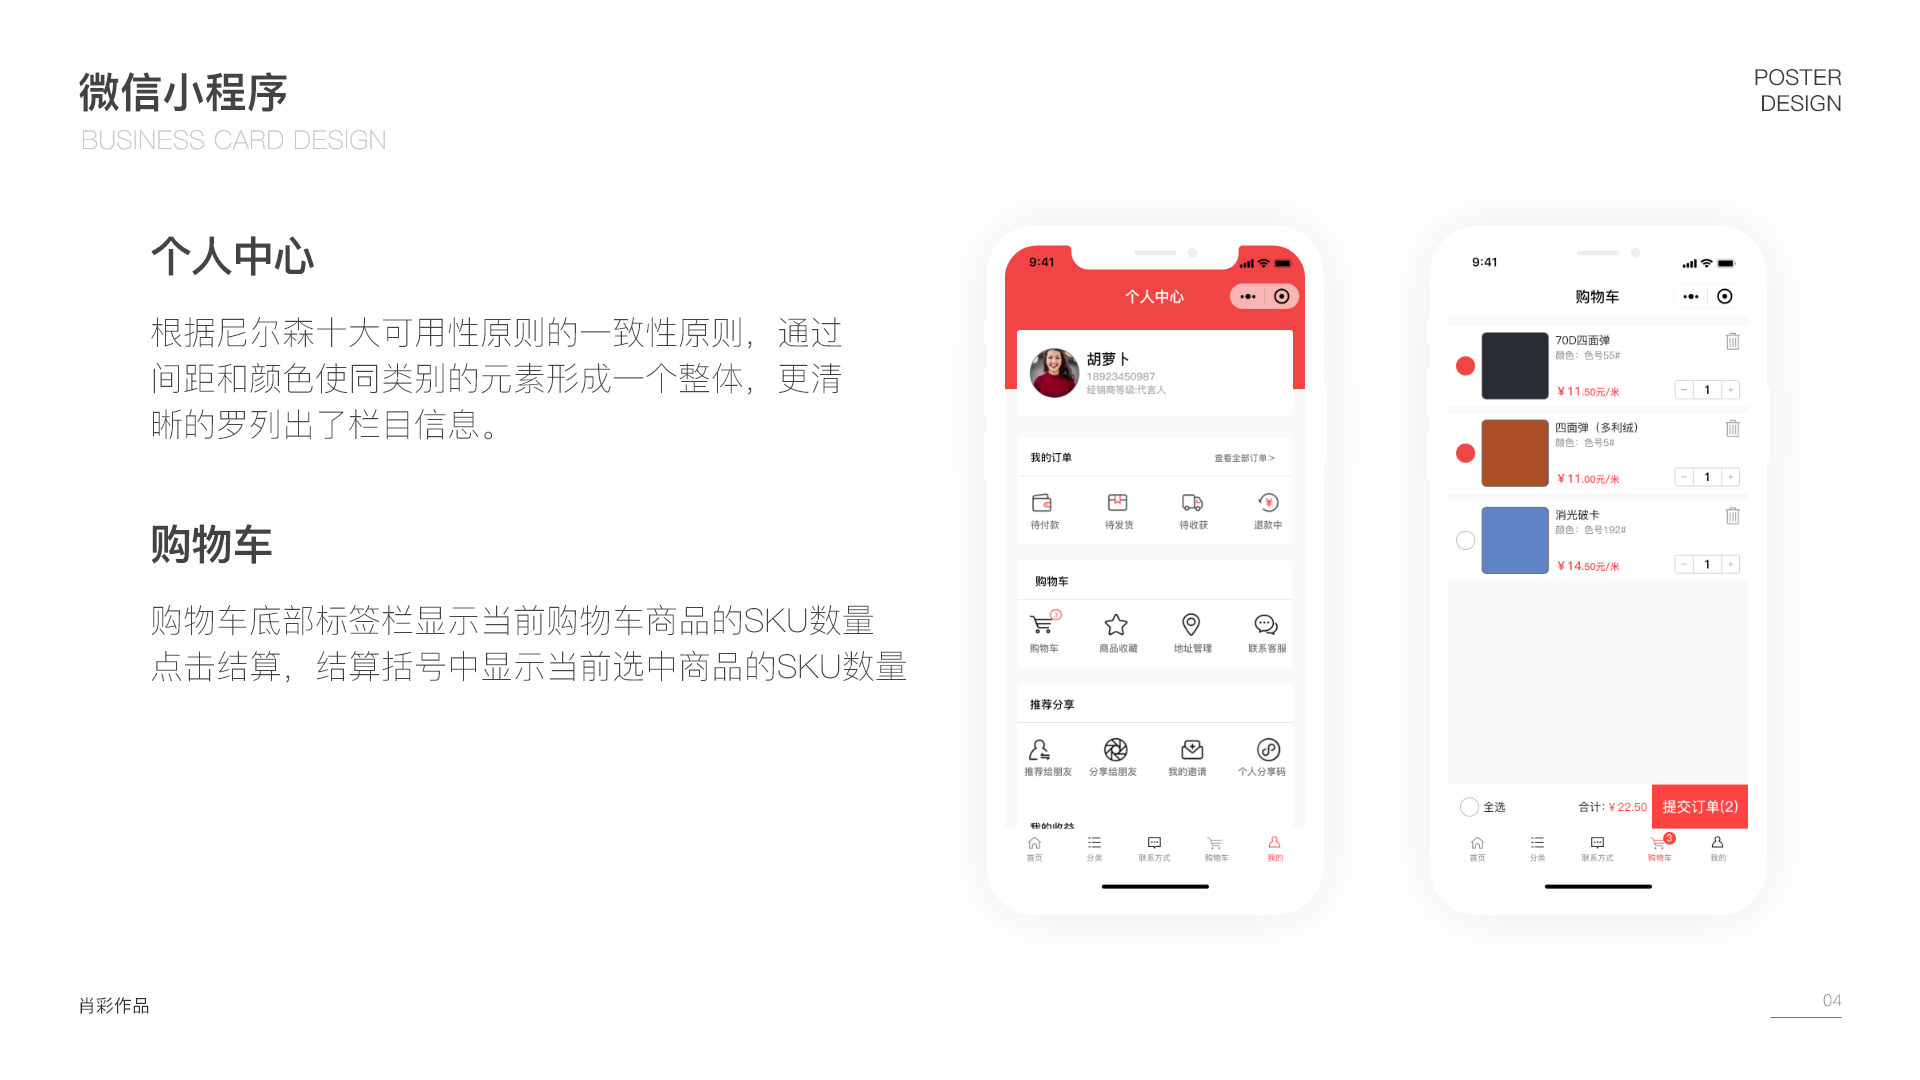 微信小程序
BUSINESS CARD DESIGN
POSTER
DESIGN
个人中心
根据尼尔森十大可用性原则的一致性原则，通过
间距和颜色使同类别的元素形成一个整体，更清
晰的罗列出了栏目信息。
购物车
购物车底部标签栏显示当前购物车商品的SKU数量
点击结算，结算括号中显示当前选中商品的SKU数量
9:41
个人中心
胡萝卜
18923450987
经销商等级:代言人
我的订单
查看全部订单>
待付款 待发货 待收获 退款中
购物车
3
购物车 商品收藏 地址管理 联系客服
推荐分享
推荐给朋友 分享给朋友 我的邀请 个人分享码
我的收益
首页 分类 联系方式 购物车 我的
9:41
购物车
70D四面弹
颜色：色号55#
¥11.50元/米
1
四面弹（多利绒）
颜色：色号5#
¥11.00元/米
1
消光破卡
颜色：色号192#
¥14.50元/米
1
全选
合计：¥22.50
提交订单(2)
3
首页 分类 联系方式 购物车 我的
肖彩作品
04